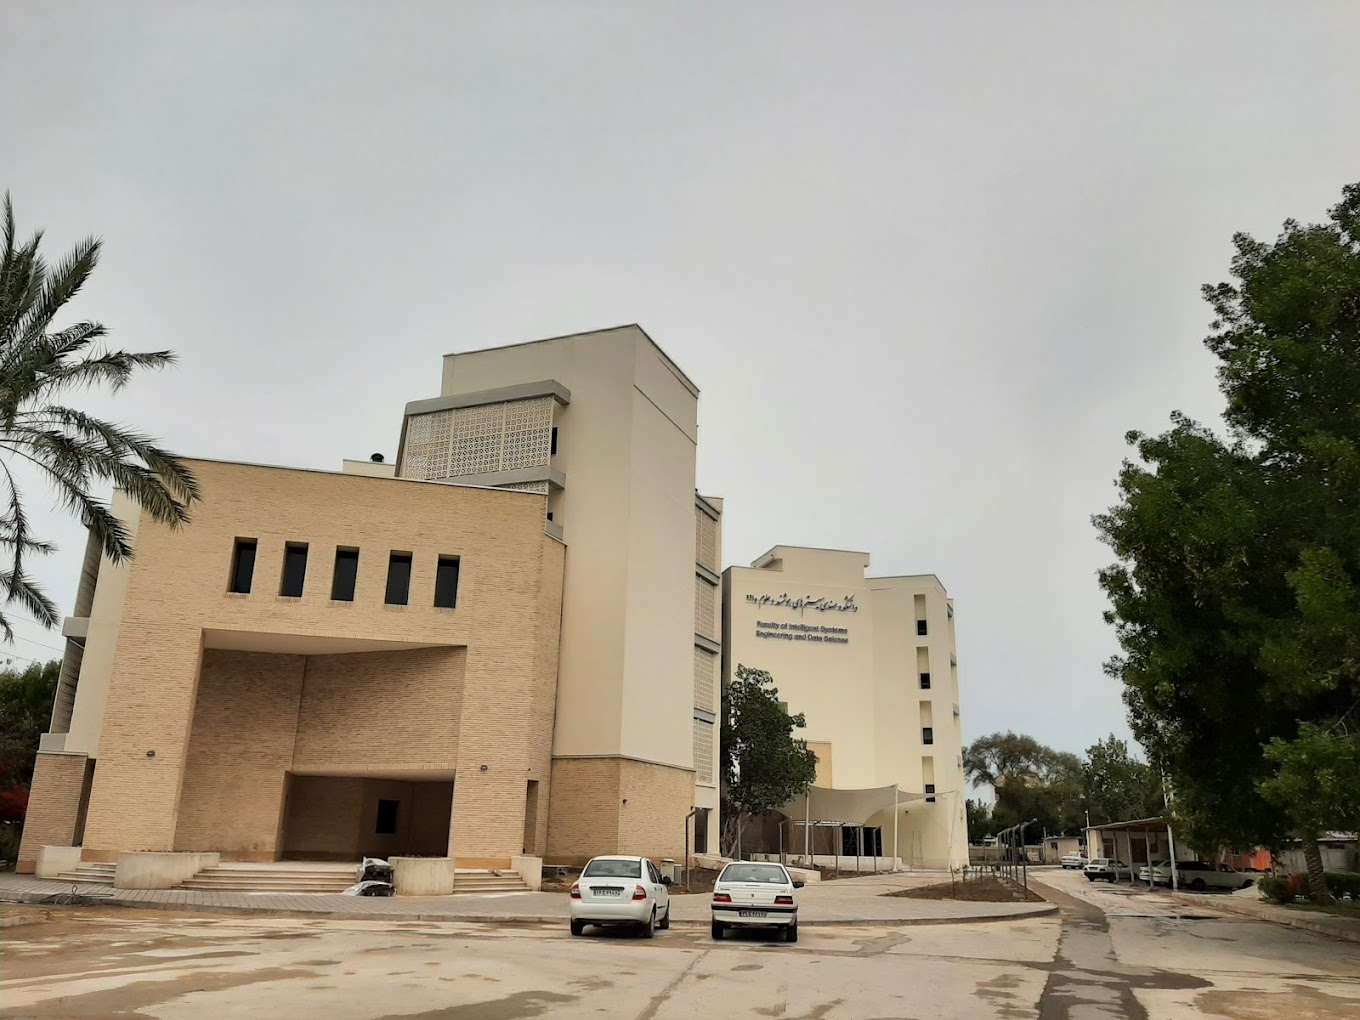 دانشکده مهندسی سیستم های هوشمند و علوم داده
Faculty of Intelligent Systems
Engineering and Data Science